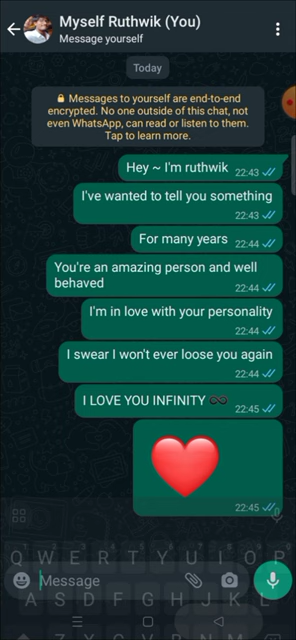 Myself Ruthwik (You)
Message yourself
Today
🔒 Messages to yourself are end-to-end
encrypted. No one outside of this chat, not
even WhatsApp, can read or listen to them.
Tap to learn more.
Hey ~ I'm ruthwik 22:43
I've wanted to tell you something
22:43
For many years 22:44
You're an amazing person and well
behaved 22:44
I'm in love with your personality
22:44
I swear I won't ever loose you again
22:44
I LOVE YOU INFINITY ♾ 22:45
❤️
22:45
Q W E R T Y U I O P
Message
A S D F G H J K L